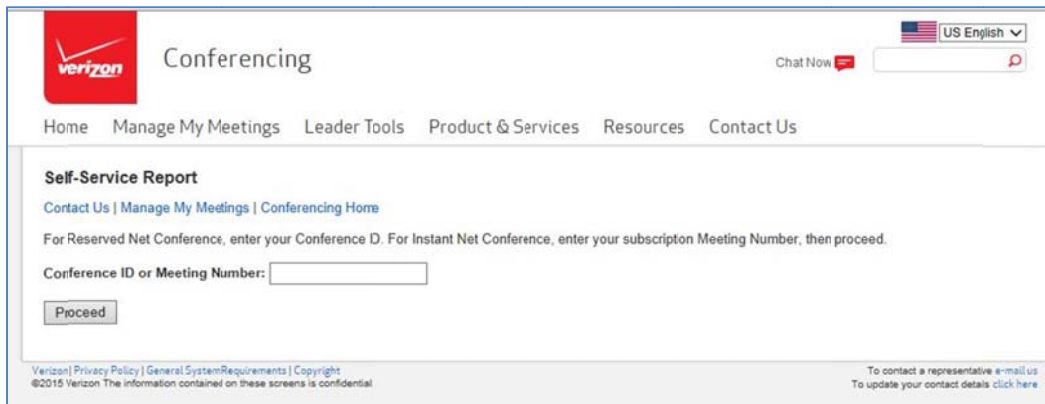 US English
verizon
Conferencing
Chat Now
Home Manage My Meetings Leader Tools Product & Services Resources Contact Us
Self-Service Report
Contact Us | Manage My Meetings | Conferencing Home
For Reserved Net Conference, enter your Conference ID. For Instant Net Conference, enter your subscription Meeting Number, then proceed.
Conference ID or Meeting Number:
Proceed
Verizon| Privacy Policy | General SystemRequirements | Copyright
©2015 Verizon The information contained on these screens is confidential
To contact a representative e-mail us
To update your contact details click here